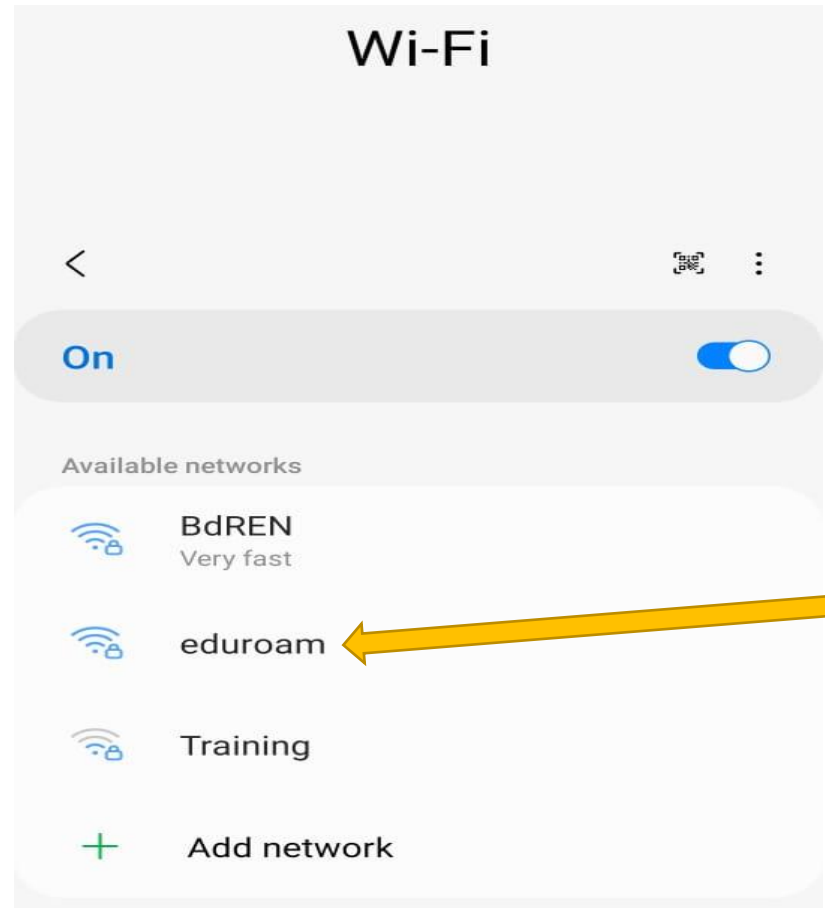 Wi-Fi
On
Available networks
BdREN
Very fast
eduroam
Training
Add network